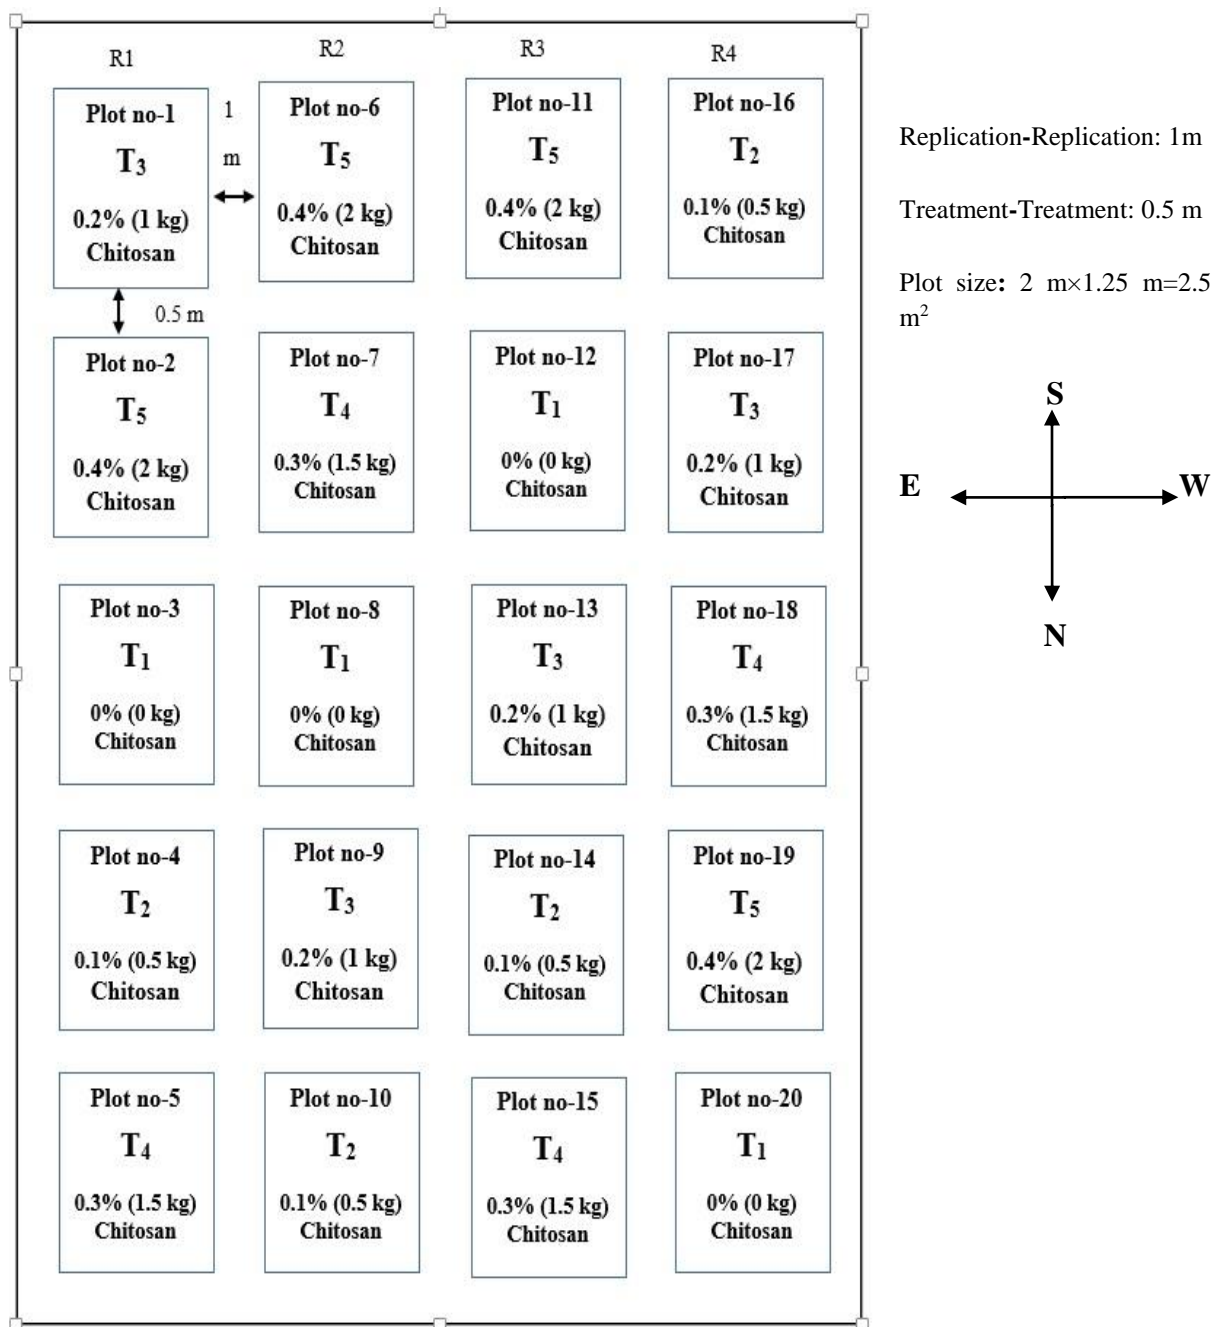 R1
Plot no-1
T₃
0.2% (1 kg)
Chitosan
1
m
0.5 m
Plot no-2
T₅
0.4% (2 kg)
Chitosan
Plot no-3
T₁
0% (0 kg)
Chitosan
Plot no-4
T₂
0.1% (0.5 kg)
Chitosan
Plot no-5
T₄
0.3% (1.5 kg)
Chitosan
R2
Plot no-6
T₅
0.4% (2 kg)
Chitosan
Plot no-7
T₄
0.3% (1.5 kg)
Chitosan
Plot no-8
T₁
0% (0 kg)
Chitosan
Plot no-9
T₃
0.2% (1 kg)
Chitosan
Plot no-10
T₂
0.1% (0.5 kg)
Chitosan
R3
Plot no-11
T₅
0.4% (2 kg)
Chitosan
Plot no-12
T₁
0% (0 kg)
Chitosan
Plot no-13
T₃
0.2% (1 kg)
Chitosan
Plot no-14
T₂
0.1% (0.5 kg)
Chitosan
Plot no-15
T₄
0.3% (1.5 kg)
Chitosan
R4
Plot no-16
T₂
0.1% (0.5 kg)
Chitosan
Plot no-17
T₃
0.2% (1 kg)
Chitosan
Plot no-18
T₄
0.3% (1.5 kg)
Chitosan
Plot no-19
T₅
0.4% (2 kg)
Chitosan
Plot no-20
T₁
0% (0 kg)
Chitosan
Replication-Replication: 1m
Treatment-Treatment: 0.5 m
Plot size: 2 m×1.25 m=2.5
m²
S
E
W
N